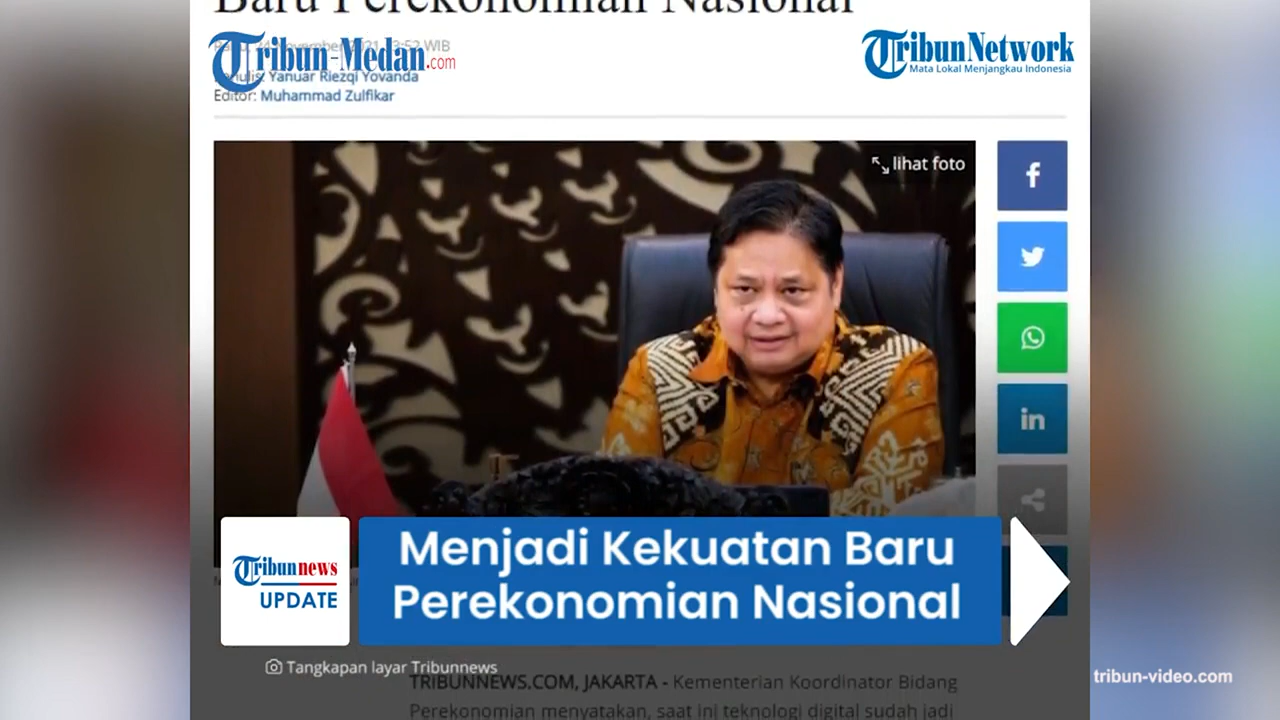 Baru Perekonomian Nasional
Tribun-Medan.com
TribunNetwork
Mata Lokal Menjangkau Indonesia
Yanuar Riezqi Yovanda
Editor: Muhammad Zulfikar
lihat foto
Tribunnews
UPDATE
Menjadi Kekuatan Baru
Perekonomian Nasional
Tangkapan layar Tribunnews
TRIBUNNEWS.COM, JAKARTA - Kementerian Koordinator Bidang
Perekonomian menyatakan, saat ini teknologi digital sudah jadi
tribun-video.com